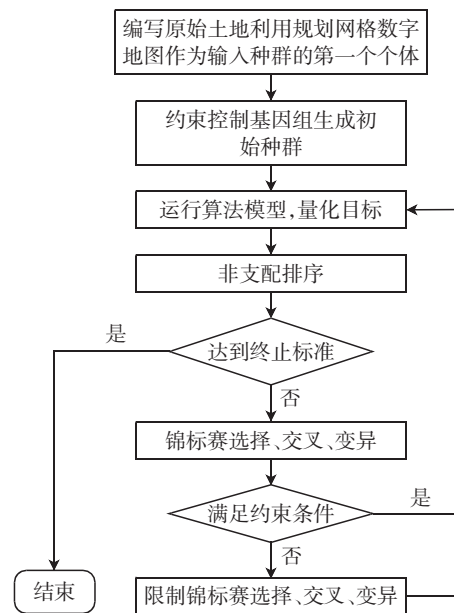 编写原始土地利用规划网格数字
地图作为输入种群的第一个个体
约束控制基因组生成初
始种群
运行算法模型,量化目标
非支配排序
是
达到终止标准
否
锦标赛选择、交叉、变异
满足约束条件
是
否
结束
限制锦标赛选择、交叉、变异